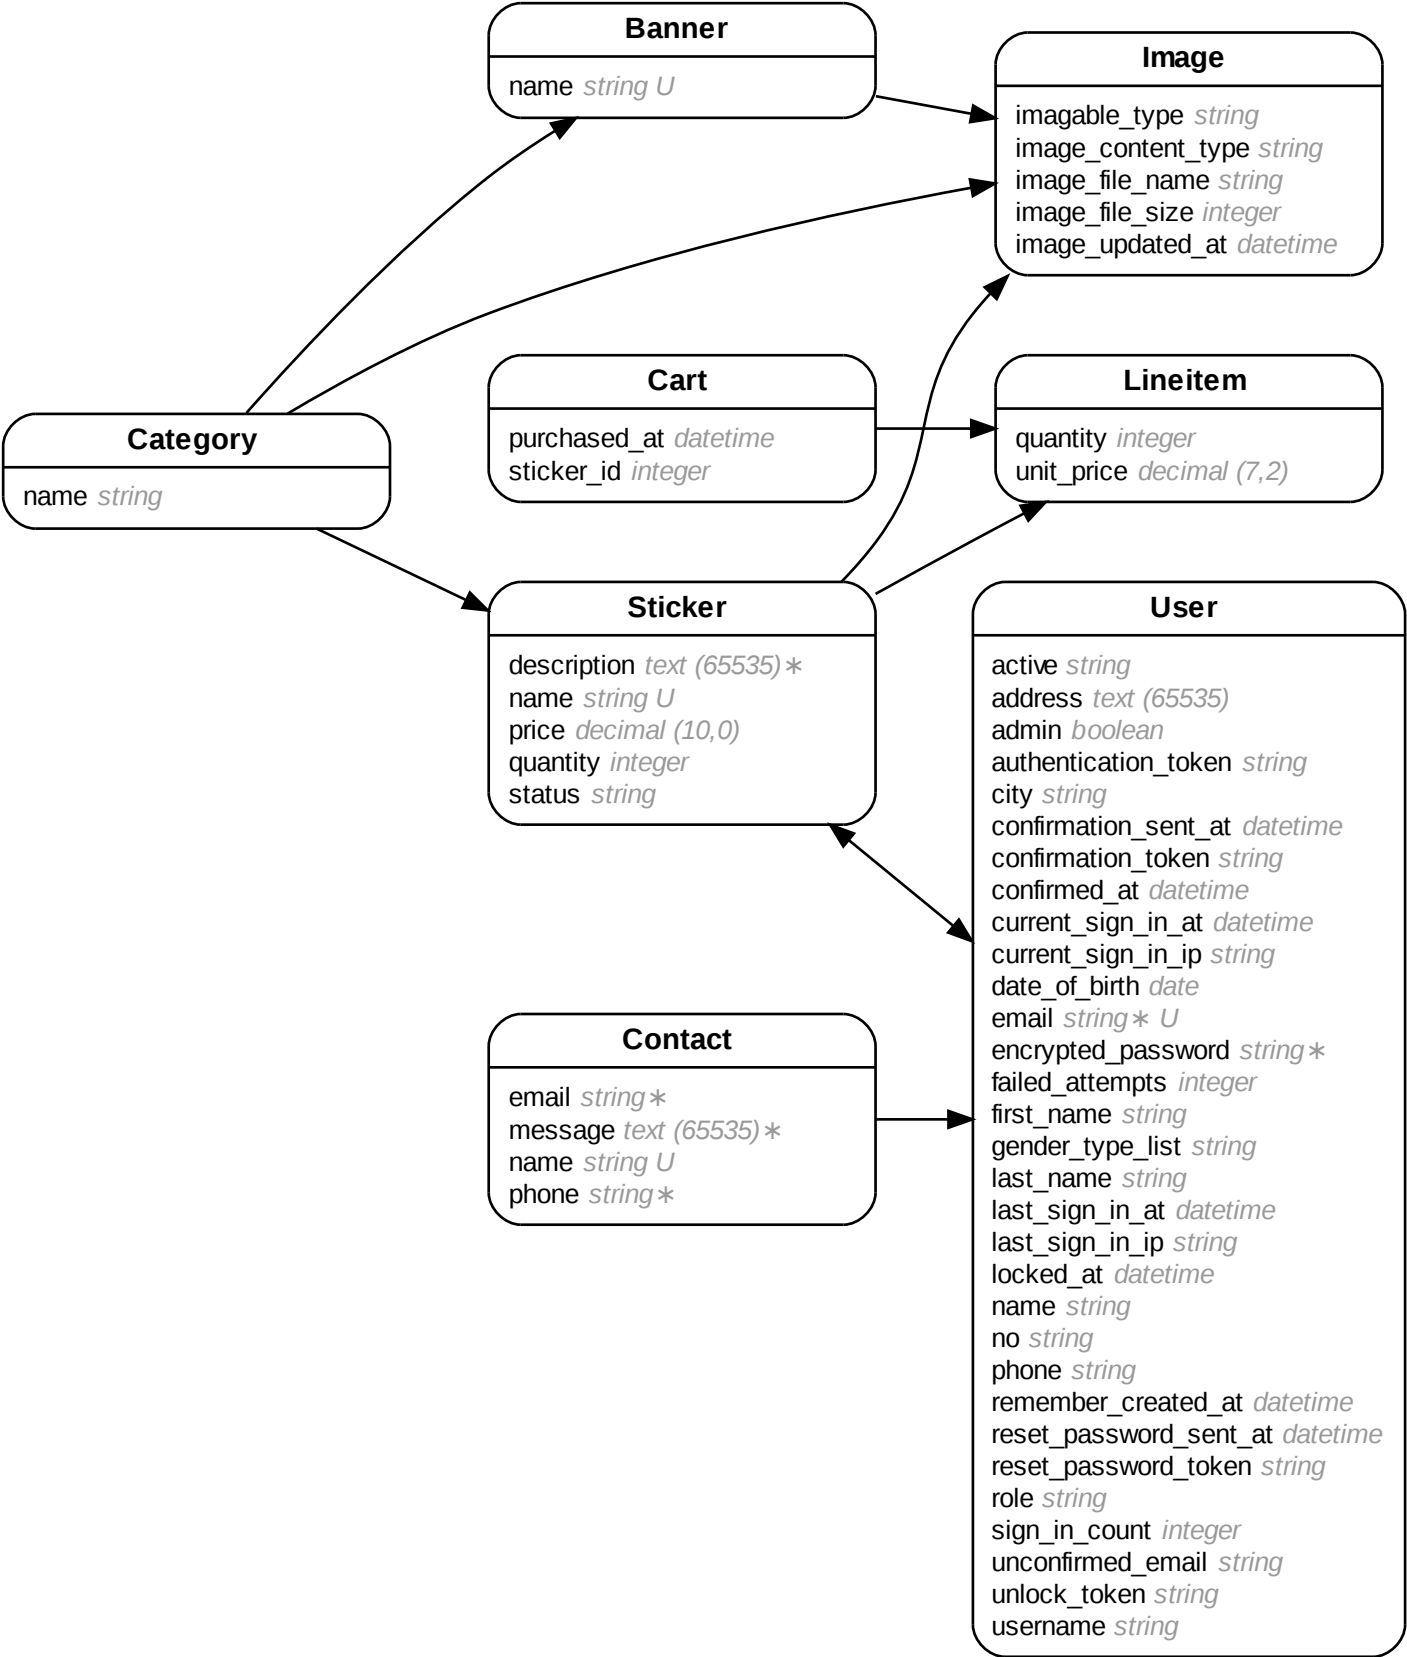 Banner
name string U
Image
imagable_type string
image_content_type string
image_file_name string
image_file_size integer
image_updated_at datetime
Cart
purchased_at datetime
sticker_id integer
Lineitem
quantity integer
unit_price decimal (7,2)
Category
name string
Sticker
description text (65535)∗
name string U
price decimal (10,0)
quantity integer
status string
User
active string
address text (65535)
admin boolean
authentication_token string
city string
confirmation_sent_at datetime
confirmation_token string
confirmed_at datetime
current_sign_in_at datetime
current_sign_in_ip string
date_of_birth date
email string∗ U
encrypted_password string∗
failed_attempts integer
first_name string
gender_type_list string
last_name string
last_sign_in_at datetime
last_sign_in_ip string
locked_at datetime
name string
no string
phone string
remember_created_at datetime
reset_password_sent_at datetime
reset_password_token string
role string
sign_in_count integer
unconfirmed_email string
unlock_token string
username string
Contact
email string∗
message text (65535)∗
name string U
phone string∗